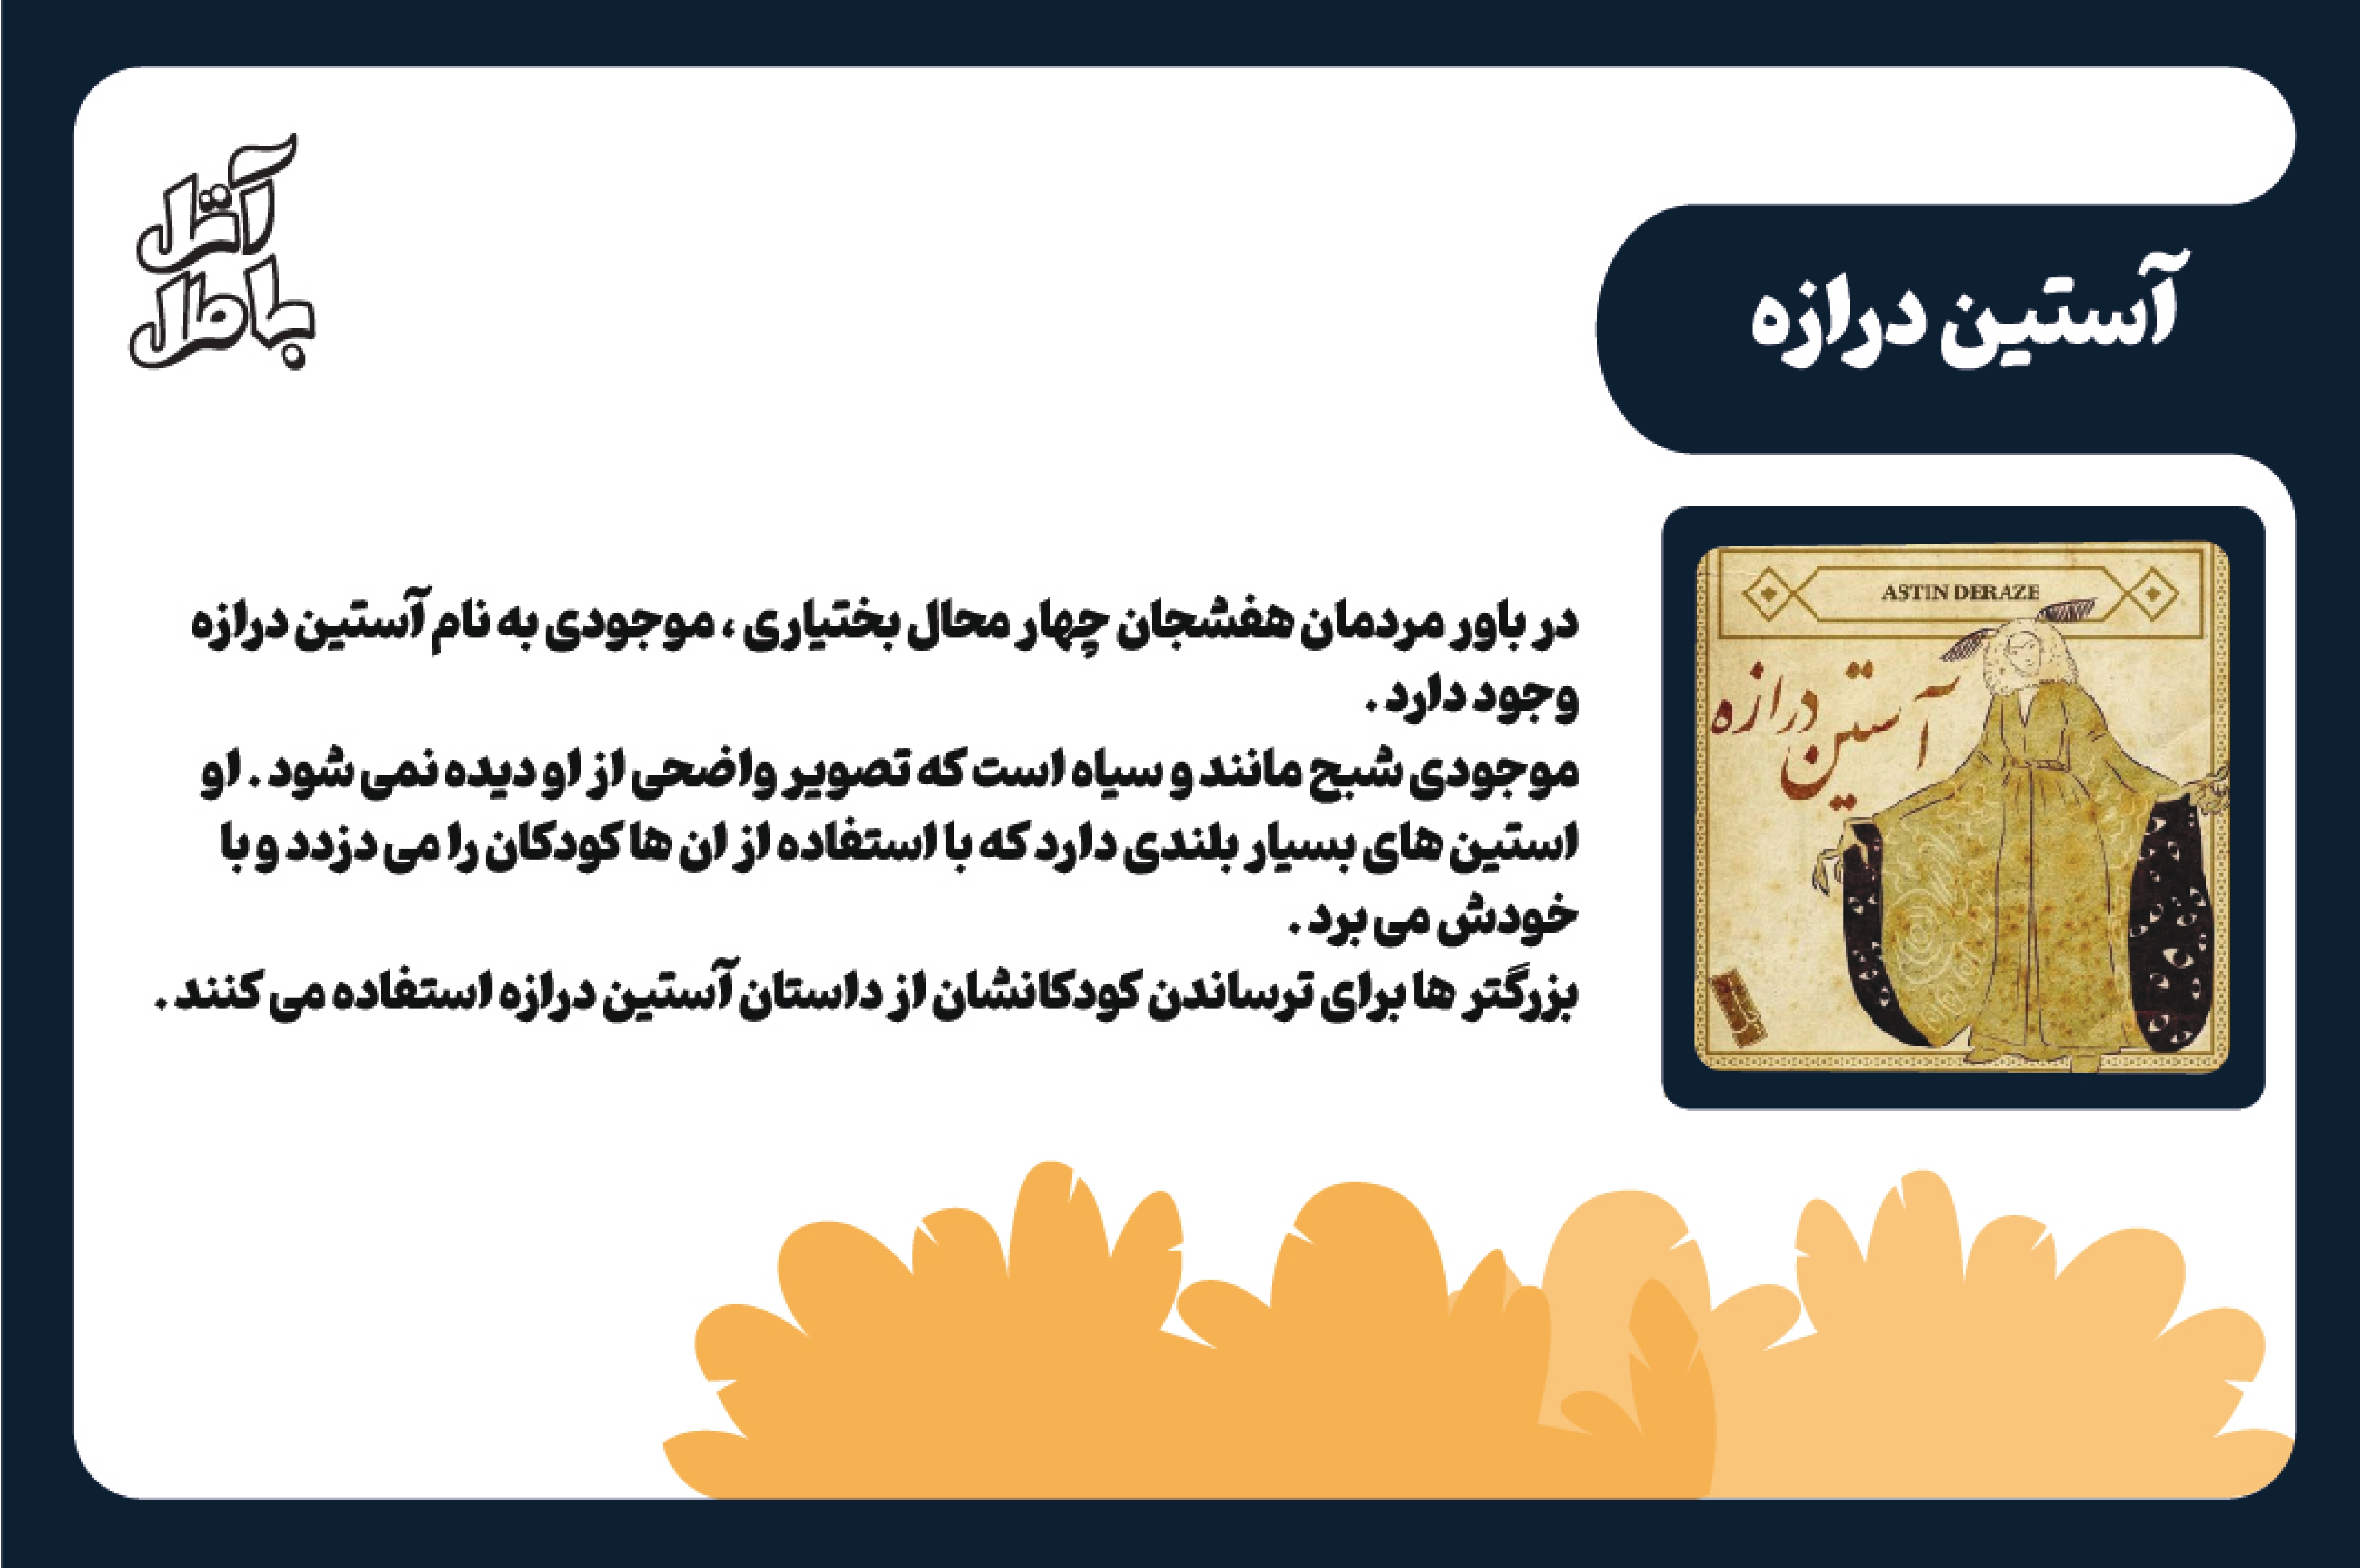 آستین درازه
آتل
باطل
ASTIN DERAZE
آستین درازه
در باور مردمان هفشجان چهار محال بختیاری ، موجودی به نام آستین درازه
وجود دارد .
موجودی شبح مانند و سیاه است که تصویر واضحی از او دیده نمی شود . او
استین های بسیار بلندی دارد که با استفاده از ان ها کودکان را می دزدد و با
خودش می برد .
بزرگتر ها برای ترساندن کودکانشان از داستان آستین درازه استفاده می کنند .